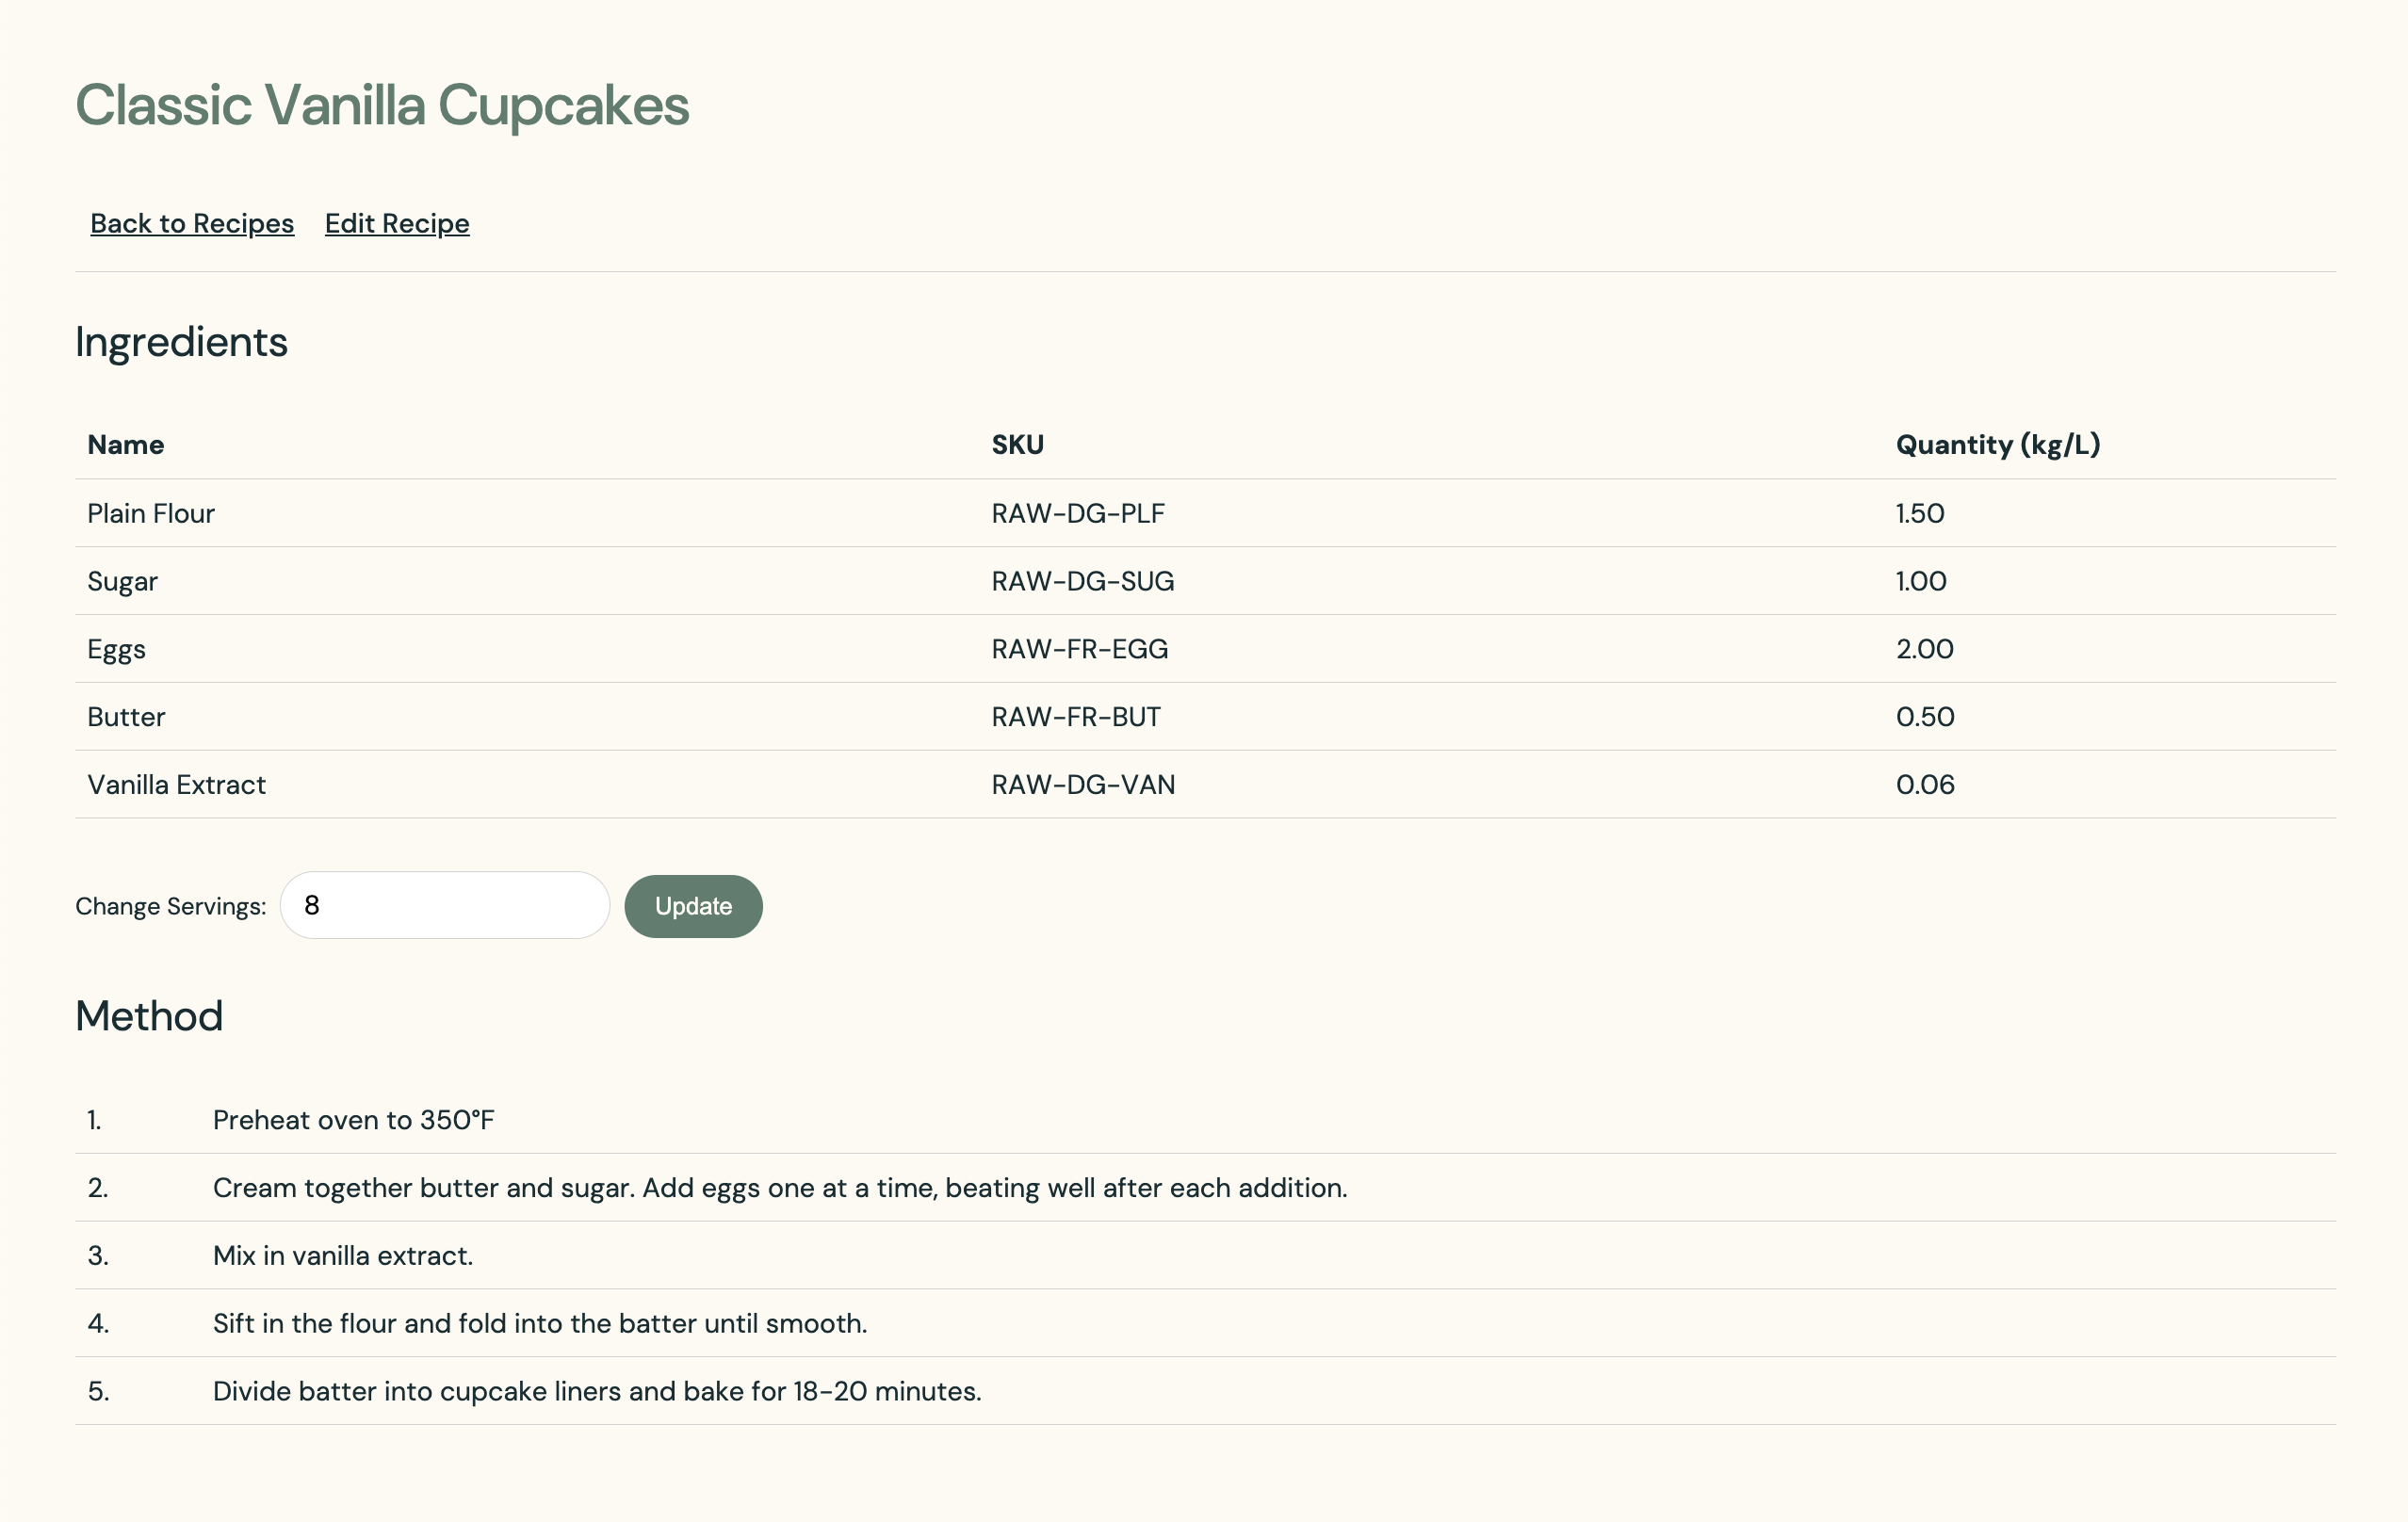 Classic Vanilla Cupcakes
Back to Recipes Edit Recipe
Ingredients
Name SKU Quantity (kg/L)
Plain Flour RAW-DG-PLF 1.50
Sugar RAW-DG-SUG 1.00
Eggs RAW-FR-EGG 2.00
Butter RAW-FR-BUT 0.50
Vanilla Extract RAW-DG-VAN 0.06
Change Servings: 8 Update
Method
1. Preheat oven to 350°F
2. Cream together butter and sugar. Add eggs one at a time, beating well after each addition.
3. Mix in vanilla extract.
4. Sift in the flour and fold into the batter until smooth.
5. Divide batter into cupcake liners and bake for 18-20 minutes.